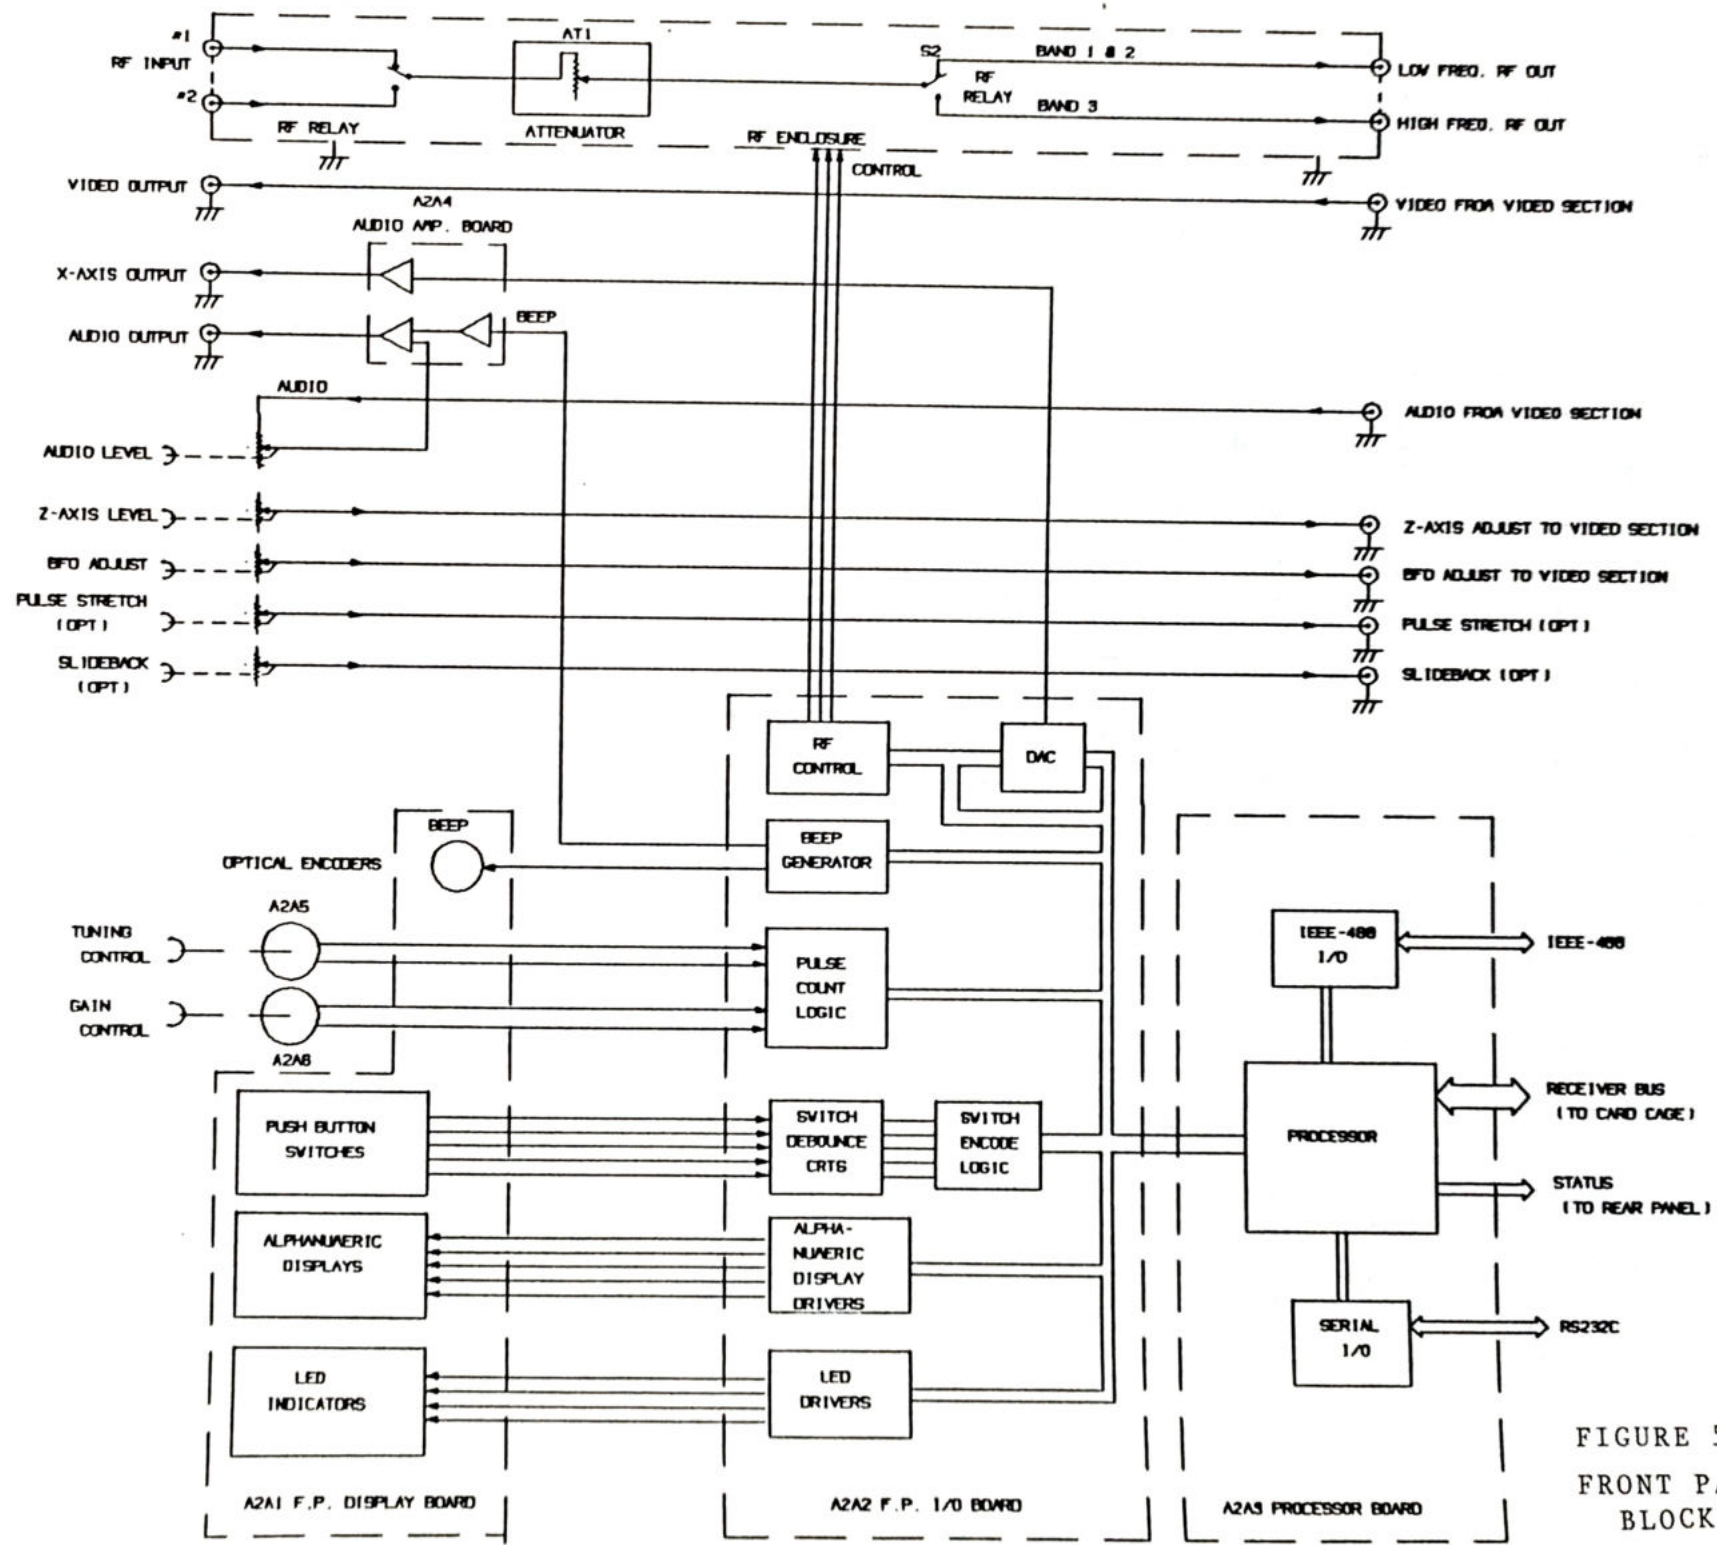 #1
AT1
RF INPUT
S2
BAND 1 & 2
LOW FREQ. RF OUT
RF
RELAY
#2
BAND 3
RF RELAY
ATTENUATOR
RF ENCLOSURE
HIGH FREQ. RF OUT
CONTROL
VIDEO OUTPUT
A2A4
VIDEO FROM VIDEO SECTION
AUDIO AMP. BOARD
X-AXIS OUTPUT
BEEP
AUDIO OUTPUT
AUDIO
AUDIO FROM VIDEO SECTION
AUDIO LEVEL
Z-AXIS LEVEL
Z-AXIS ADJUST TO VIDEO SECTION
BFO ADJUST
BFO ADJUST TO VIDEO SECTION
PULSE STRETCH
(OPT)
PULSE STRETCH (OPT)
SLIDEBACK
(OPT)
SLIDEBACK (OPT)
RF
CONTROL
DAC
BEEP
OPTICAL ENCODERS
BEEP
GENERATOR
A2A5
TUNING
CONTROL
PULSE
COUNT
LOGIC
IEEE-488
I/O
IEEE-488
GAIN
CONTROL
A2A6
PUSH BUTTON
SWITCHES
SWITCH
DEBOUNCE
CRTS
SWITCH
ENCODE
LOGIC
PROCESSOR
RECEIVER BUS
(TO CARD CAGE)
STATUS
(TO REAR PANEL)
ALPHANUMERIC
DISPLAYS
ALPHA-
NUMERIC
DISPLAY
DRIVERS
SERIAL
I/O
RS232C
LED
INDICATORS
LED
DRIVERS
A2A1 F.P. DISPLAY BOARD
A2A2 F.P. I/O BOARD
A2A3 PROCESSOR BOARD
FIGURE
FRONT
BLOCK